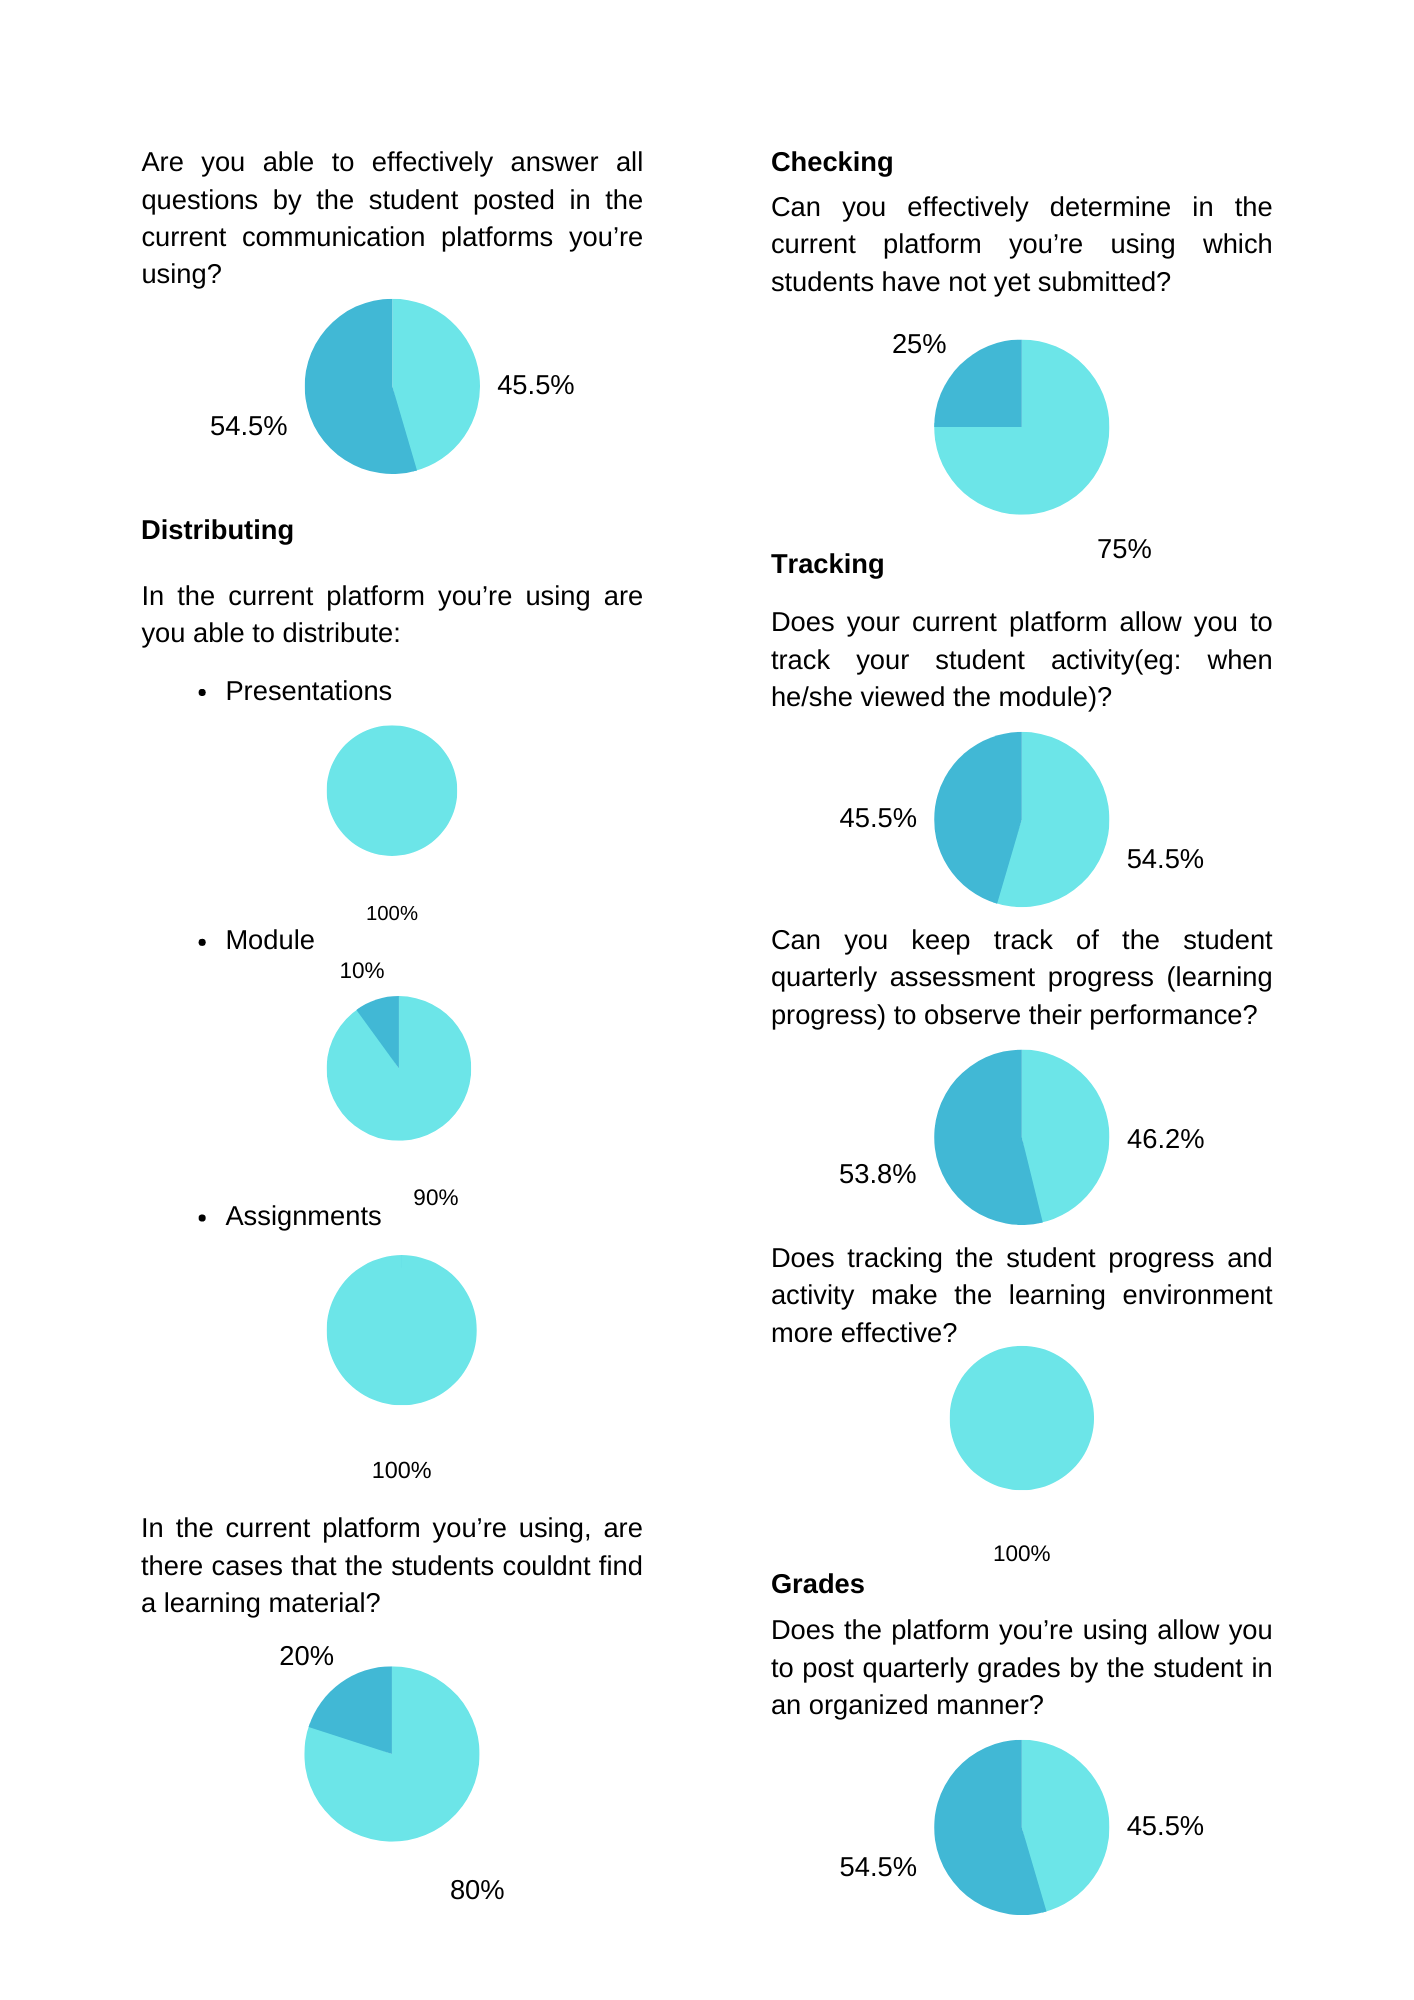 Are you able to effectively answer all
questions by the student posted in the
current communication platforms you’re
using?
45.5%
54.5%
Distributing
In the current platform you’re using are
you able to distribute:
• Presentations
100%
• Module
10%
90%
• Assignments
100%
In the current platform you’re using, are
there cases that the students couldnt find
a learning material?
20%
80%
Checking
Can you effectively determine in the
current platform you’re using which
students have not yet submitted?
25%
75%
Tracking
Does your current platform allow you to
track your student activity(eg: when
he/she viewed the module)?
45.5%
54.5%
Can you keep track of the student
quarterly assessment progress (learning
progress) to observe their performance?
46.2%
53.8%
Does tracking the student progress and
activity make the learning environment
more effective?
100%
Grades
Does the platform you’re using allow you
to post quarterly grades by the student in
an organized manner?
45.5%
54.5%